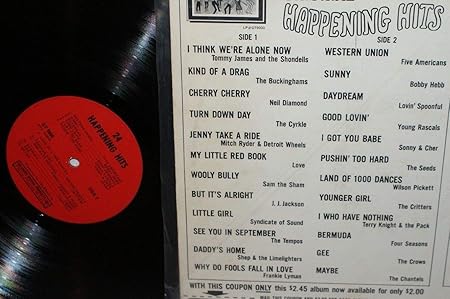 HAPPENING HITS
SIDE 1
I THINK WE'RE ALONE NOW
Tommy James and the Shondells
KIND OF A DRAG
The Buckinghams
CHERRY CHERRY
Neil Diamond
TURN DOWN DAY
The Cyrkle
JENNY TAKE A RIDE
Mitch Ryder & Detroit Wheels
MY LITTLE RED BOOK
Love
WOOLY BULLY
Sam the Sham
BUT IT'S ALRIGHT
J. J. Jackson
LITTLE GIRL
Syndicate of Sound
SEE YOU IN SEPTEMBER
The Tempos
DADDY'S HOME
Shep & the Limelighters
WHY DO FOOLS FALL IN LOVE
Frankie Lyman
SIDE 2
WESTERN UNION
Five Americans
SUNNY
Bobby Hebb
DAYDREAM
Lovin' Spoonful
GOOD LOVIN'
Young Rascals
I GOT YOU BABE
Sonny & Cher
PUSHIN' TOO HARD
The Seeds
LAND OF 1000 DANCES
Wilson Pickett
YOUNGER GIRL
The Critters
I WHO HAVE NOTHING
Terry Knight & the Pack
BERMUDA
Four Seasons
GEE
The Crows
MAYBE
The Chantels
WITH THIS COUPON ONLY this $2.45 album now available for only $2.00
24
HAPPENING HITS